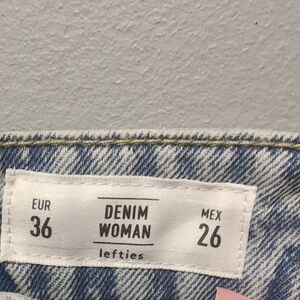 EUR
36
DENIM
WOMAN
lefties
MEX
26